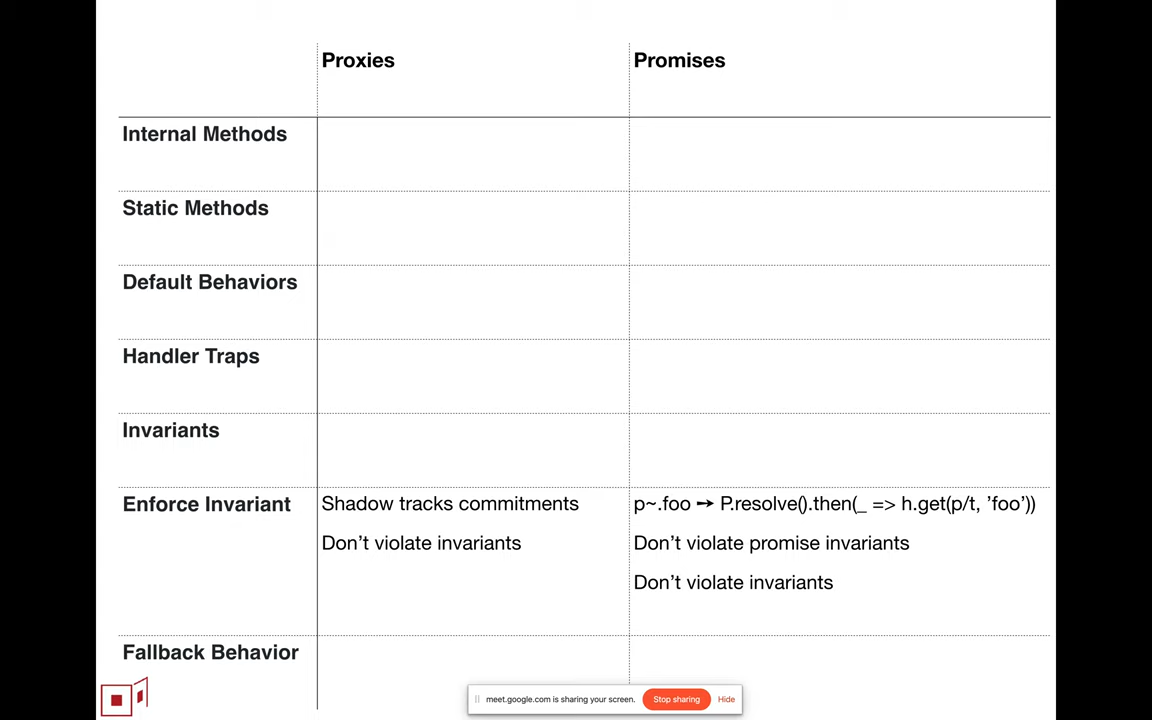 Proxies
Promises
Internal Methods
Static Methods
Default Behaviors
Handler Traps
Invariants
Enforce Invariant
Shadow tracks commitments
p~.foo ➙ P.resolve().then(_ => h.get(p/t, ’foo’))
Don’t violate invariants
Don’t violate promise invariants
Don’t violate invariants
Fallback Behavior
meet.google.com is sharing your screen.
Stop sharing
Hide